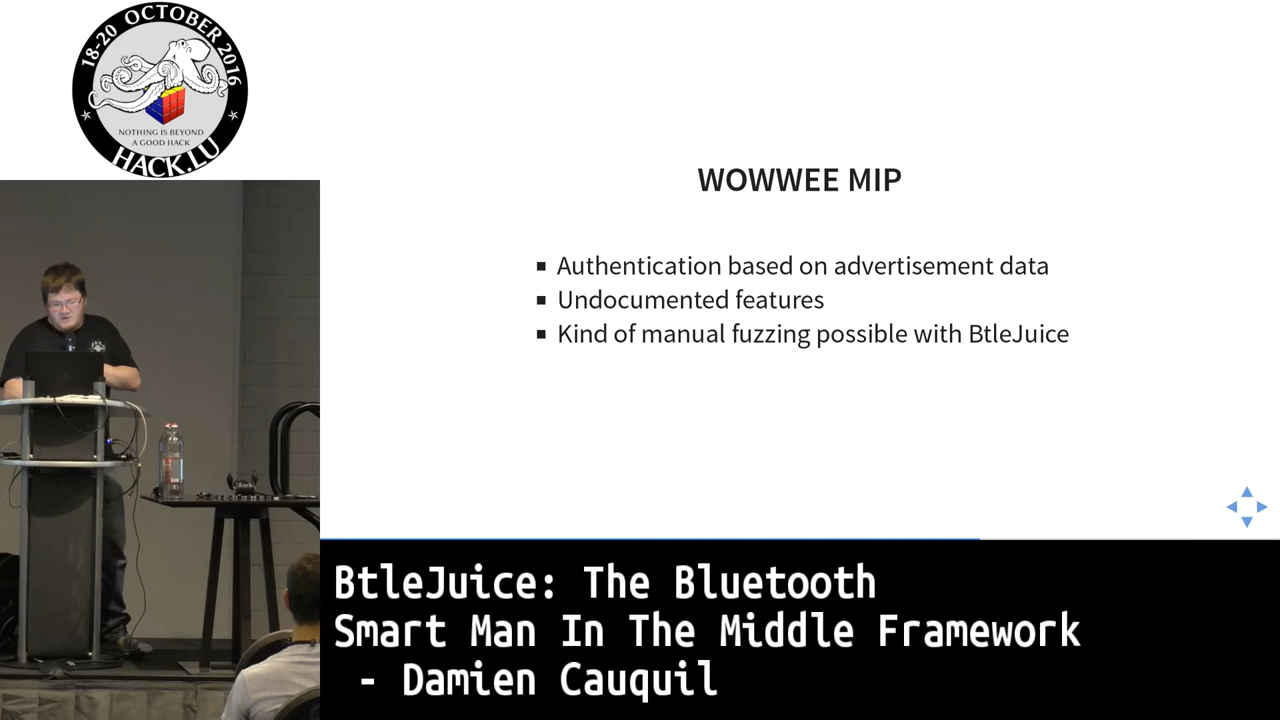 18-20 OCTOBER 2016
NOTHING IS BEYOND
A GOOD HACK
HACK.LU
WOWWEE MIP
Authentication based on advertisement data
Undocumented features
Kind of manual fuzzing possible with BtleJuice
BtleJuice: The Bluetooth
Smart Man In The Middle Framework
- Damien Cauquil